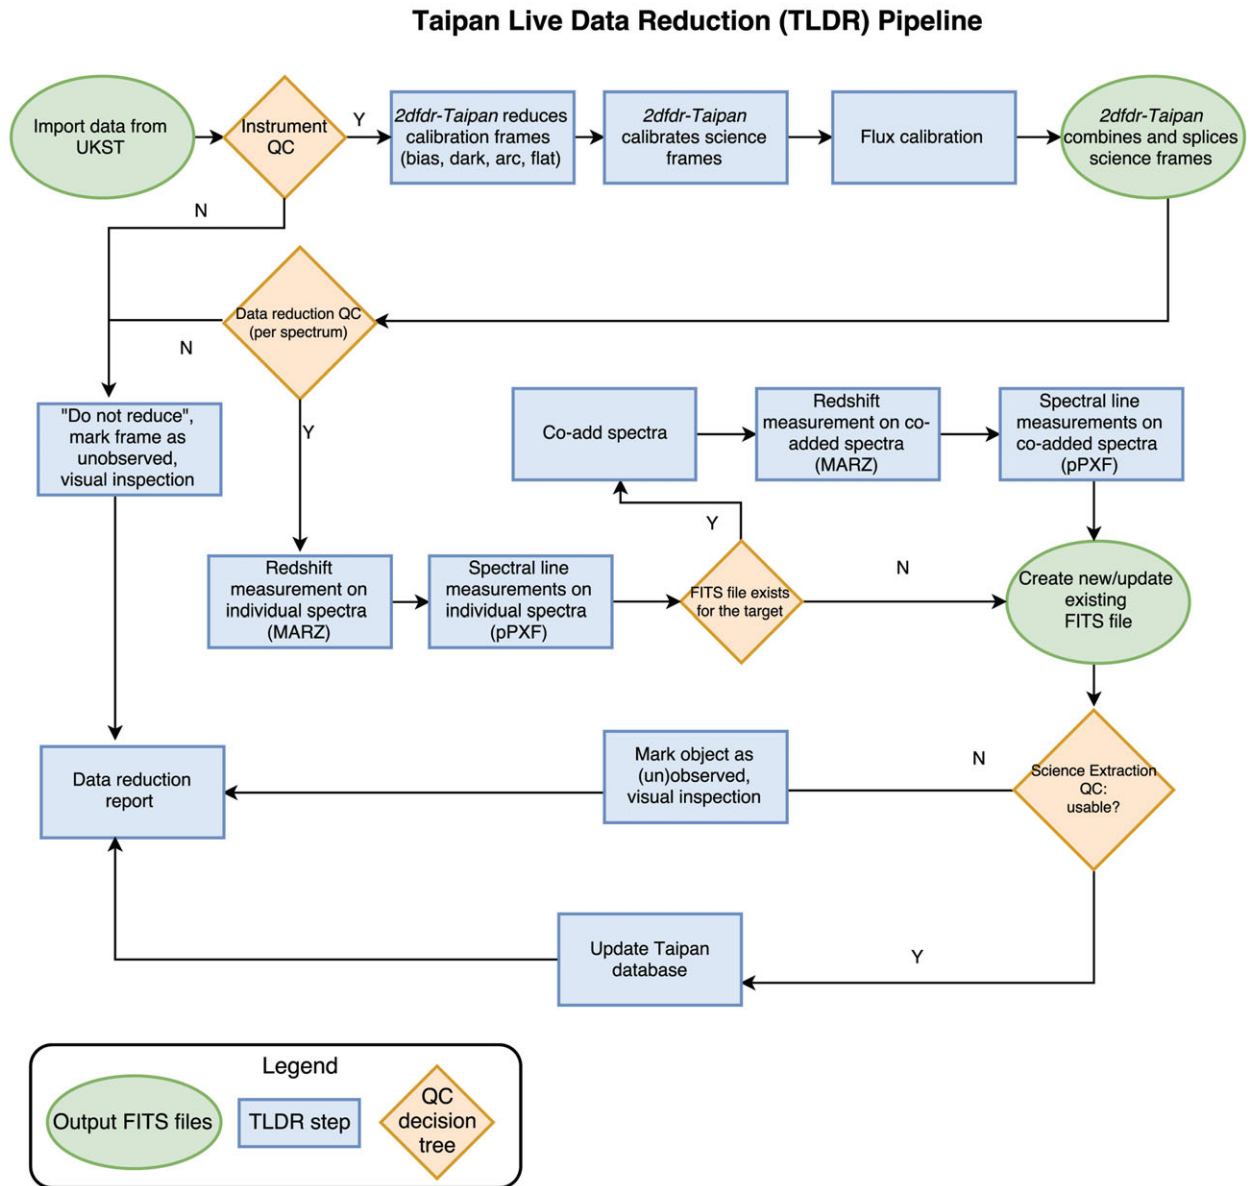 Taipan Live Data Reduction (TLDR) Pipeline
Import data from
UKST
Instrument
QC
Y
2dfdr-Taipan reduces
calibration frames
(bias, dark, arc, flat)
2dfdr-Taipan
calibrates science
frames
Flux calibration
2dfdr-Taipan
combines and splices
science frames
N
Data reduction QC
(per spectrum)
N
Y
"Do not reduce",
mark frame as
unobserved,
visual inspection
Co-add spectra
Redshift
measurement on co-
added spectra
(MARZ)
Spectral line
measurements on
co-added spectra
(pPXF)
Y
Redshift
measurement on
individual spectra
(MARZ)
Spectral line
measurements on
individual spectra
(pPXF)
FITS file exists
for the target
N
Create new/update
existing
FITS file
Data reduction
report
Mark object as
(un)observed,
visual inspection
N
Science Extraction
QC:
usable?
Update Taipan
database
Y
Legend
Output FITS files
TLDR step
QC
decision
tree